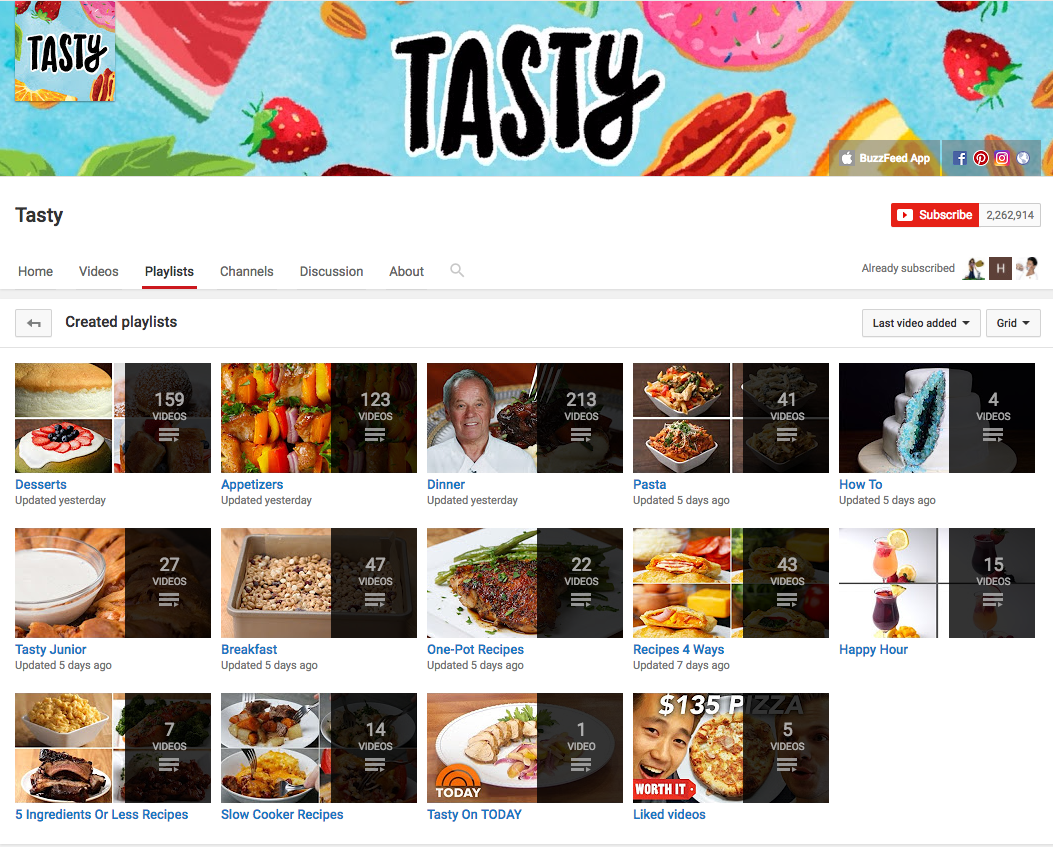 TASTY
TASTY
BuzzFeed App
Tasty
Subscribe 2,262,914
Home Videos Playlists Channels Discussion About
Already subscribed H
Created playlists
Last video added Grid
159 VIDEOS
Desserts
Updated yesterday
123 VIDEOS
Appetizers
Updated yesterday
213 VIDEOS
Dinner
Updated yesterday
41 VIDEOS
Pasta
Updated 5 days ago
4 VIDEOS
How To
Updated 5 days ago
27 VIDEOS
Tasty Junior
Updated 5 days ago
47 VIDEOS
Breakfast
Updated 5 days ago
22 VIDEOS
One-Pot Recipes
Updated 5 days ago
43 VIDEOS
Recipes 4 Ways
Updated 7 days ago
15 VIDEOS
Happy Hour
7 VIDEOS
5 Ingredients Or Less Recipes
14 VIDEOS
Slow Cooker Recipes
TODAY
1 VIDEO
Tasty On TODAY
$135 PIZZA
WORTH IT
5 VIDEOS
Liked videos